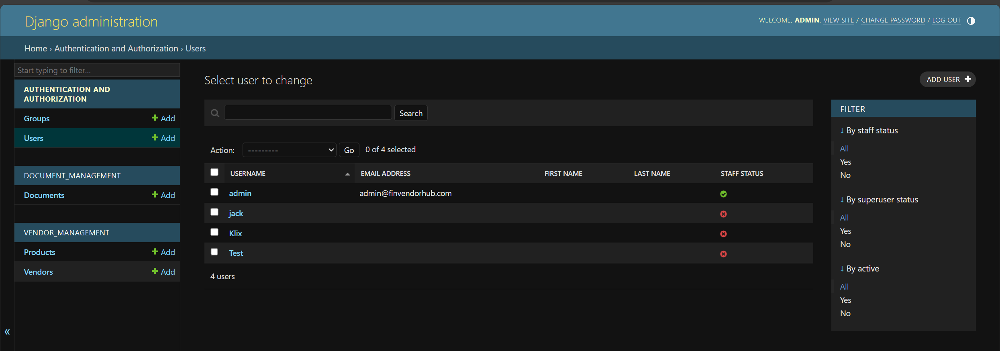 Django administration
WELCOME, ADMIN. VIEW SITE / CHANGE PASSWORD / LOG OUT
Home › Authentication and Authorization › Users
Start typing to filter...
AUTHENTICATION AND
AUTHORIZATION
Groups + Add
Users + Add
DOCUMENT_MANAGEMENT
Documents + Add
VENDOR_MANAGEMENT
Products + Add
Vendors + Add
«
Select user to change
ADD USER +
Search
Action: --------- Go 0 of 4 selected
USERNAME EMAIL ADDRESS FIRST NAME LAST NAME STAFF STATUS
admin admin@finvendorhub.com
jack
Klix
Test
4 users
FILTER
↓ By staff status
All
Yes
No
↓ By superuser status
All
Yes
No
↓ By active
All
Yes
No